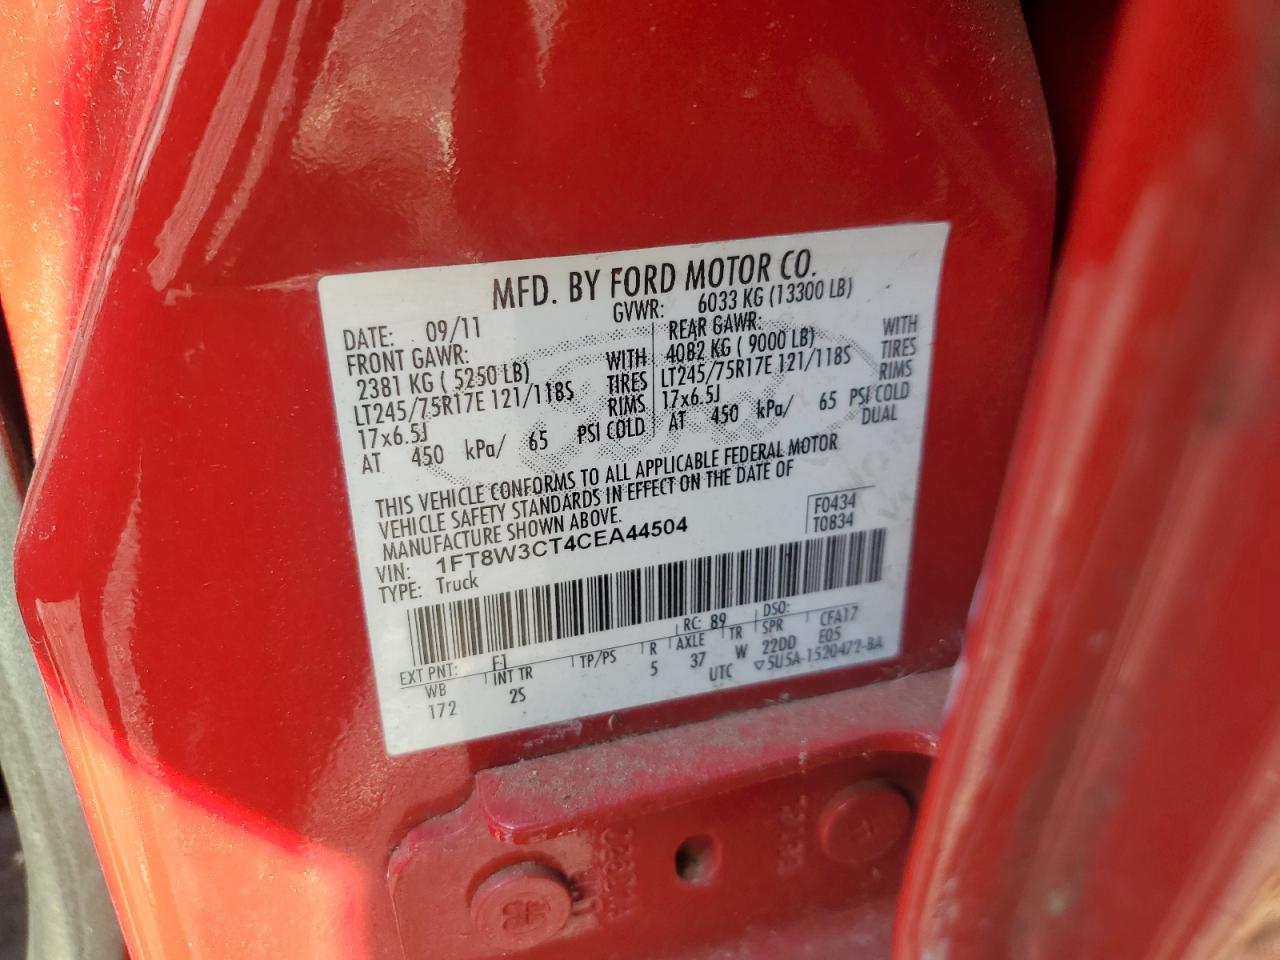 MFD. BY FORD MOTOR CO.
DATE: 09/11 GVWR: 6033 KG (13300 LB)
FRONT GAWR: REAR GAWR:
2381 KG ( 5250 LB) WITH 4082 KG ( 9000 LB) WITH
LT245/75R17E 121/118S TIRES LT245/75R17E 121/118S TIRES
17x6.5J RIMS 17x6.5J RIMS
AT 450 kPa/ 65 PSI COLD AT 450 kPa/ 65 PSI COLD
DUAL
THIS VEHICLE CONFORMS TO ALL APPLICABLE FEDERAL MOTOR
VEHICLE SAFETY STANDARDS IN EFFECT ON THE DATE OF
MANUFACTURE SHOWN ABOVE.
VIN: 1FT8W3CT4CEA44504 F0434
TYPE: Truck T0834
EXT PNT: F1 RC: 89 DSO:
WB INT TR TP/PS R AXLE TR SPR CFA17
172 2S 5 37 W 22DD E05
UTC ▽5U5A-1520472-BA